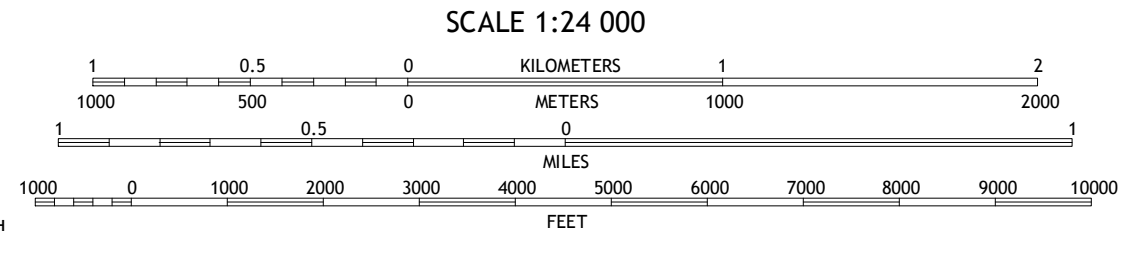 SCALE 1:24 000
1 0.5 0 KILOMETERS 1 2
1000 500 0 METERS 1000 2000
1 0.5 0 1
MILES
1000 0 1000 2000 3000 4000 5000 6000 7000 8000 9000 10000
H FEET